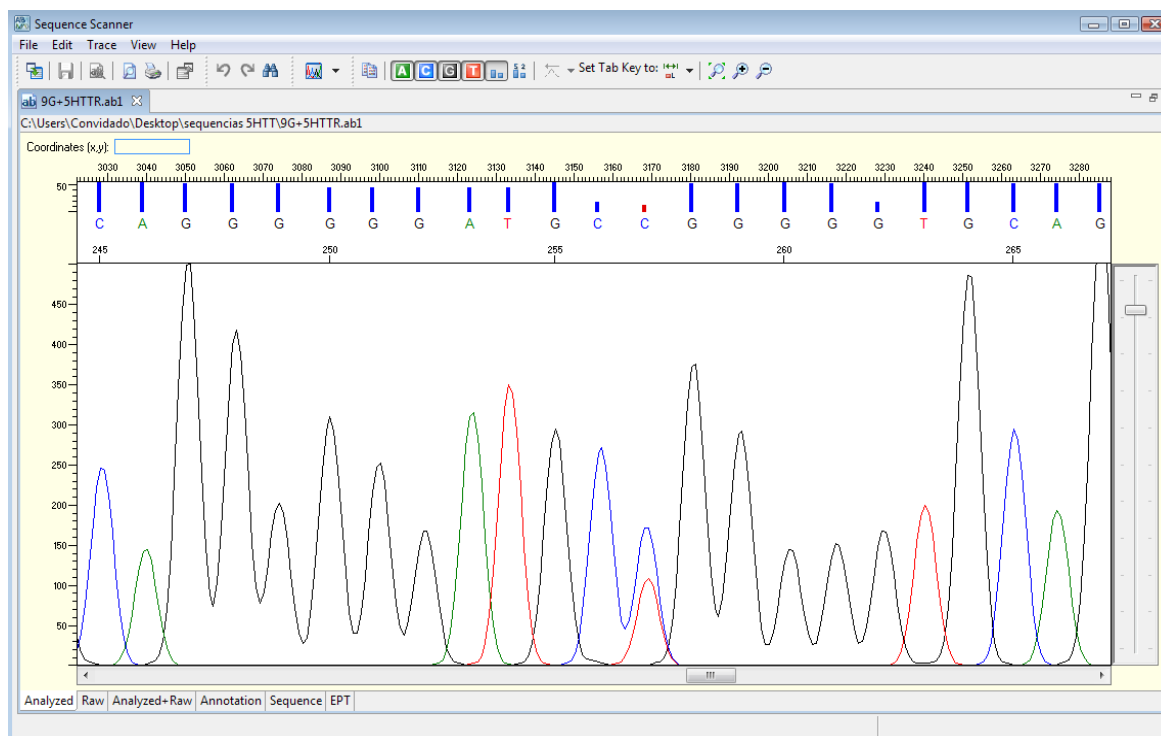 Sequence Scanner
File Edit Trace View Help
A C G T Set Tab Key to:
ab 9G+5HTTR.ab1
C:\Users\Convidado\Desktop\sequencias 5HTT\9G+5HTTR.ab1
Coordinates (x,y):
3030 3040 3050 3060 3070 3080 3090 3100 3110 3120 3130 3140 3150 3160 3170 3180 3190 3200 3210 3220 3230 3240 3250 3260 3270 3280
50
C A G G G G G G A T G C C G G G G G T G C A G
245 250 255 260 265
450
400
350
300
250
200
150
100
50
Analyzed Raw Analyzed+Raw Annotation Sequence EPT